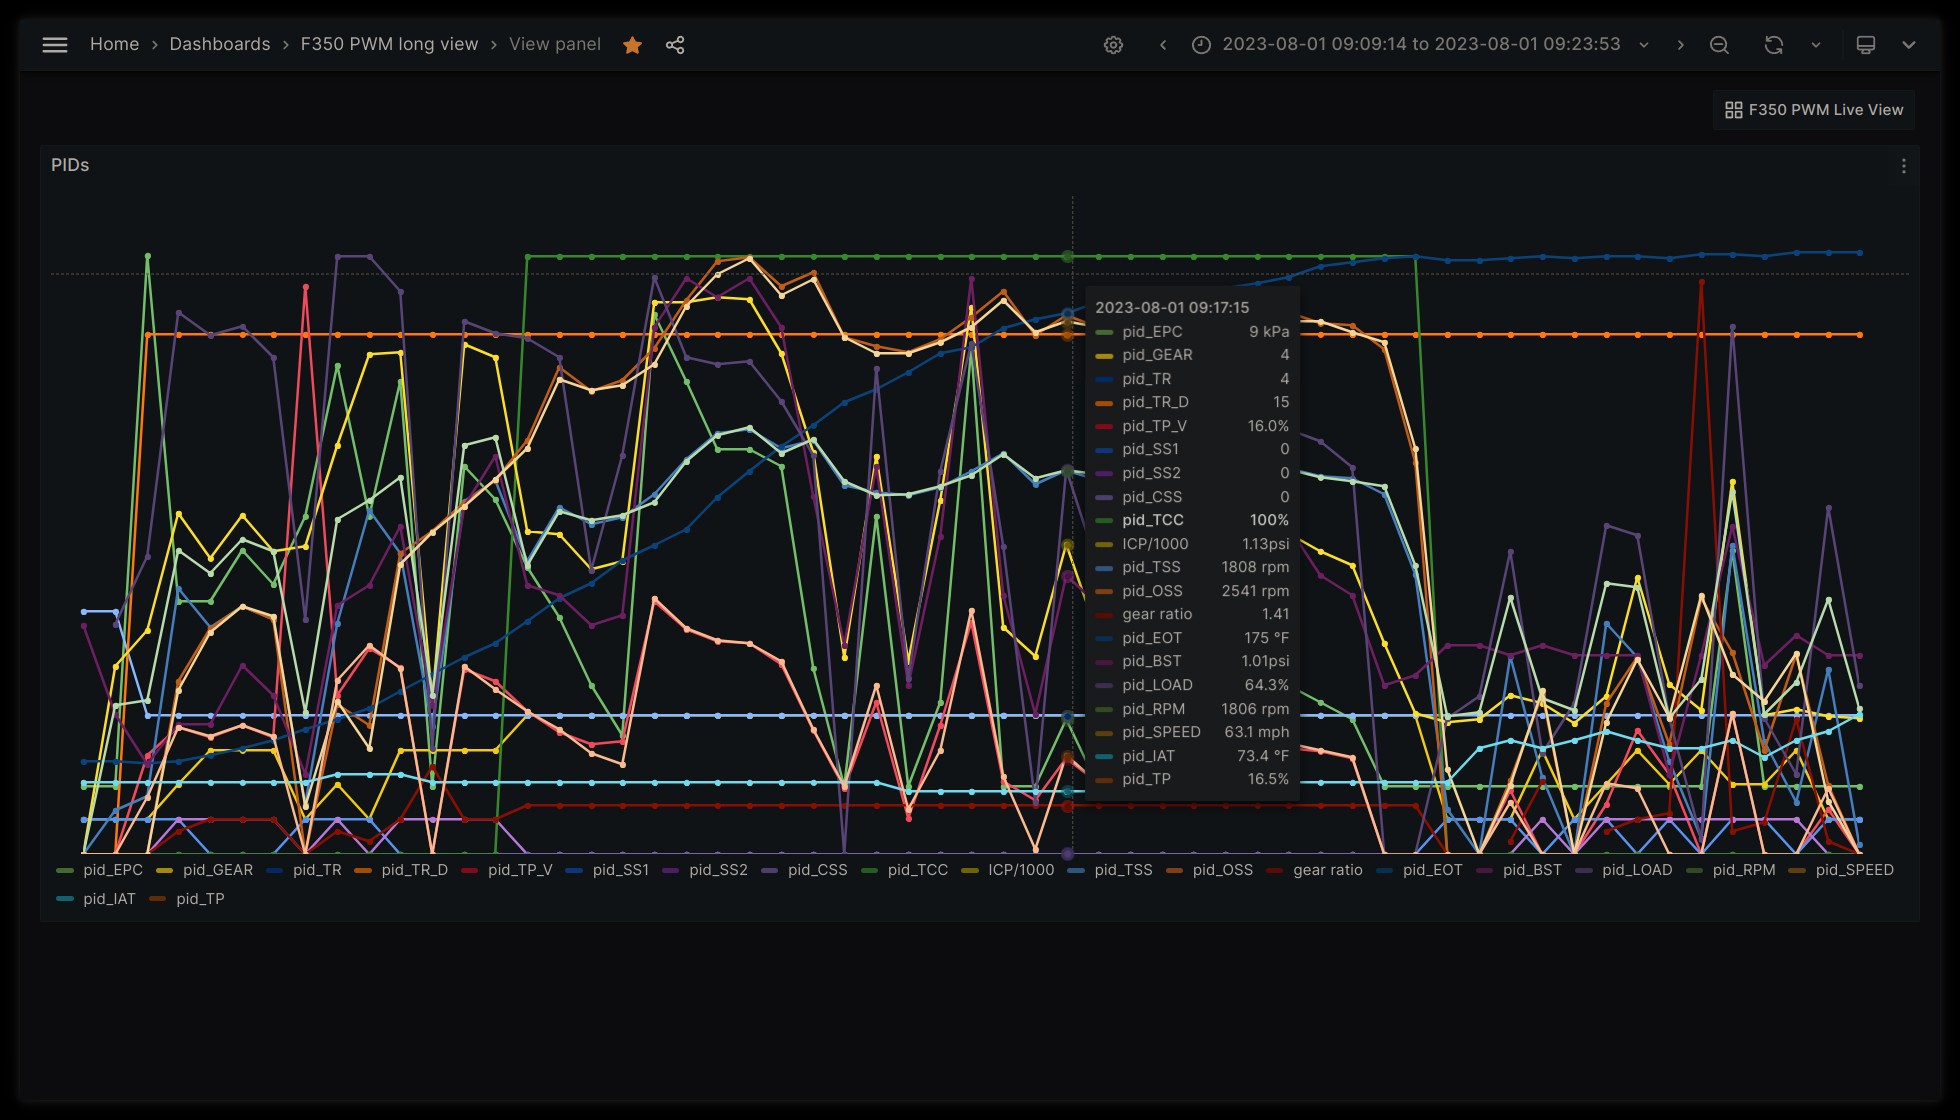 Home › Dashboards › F350 PWM long view › View panel 2023-08-01 09:09:14 to 2023-08-01 09:23:53
F350 PWM Live View
PIDs
2023-08-01 09:17:15
pid_EPC 9 kPa
pid_GEAR 4
pid_TR 4
pid_TR_D 15
pid_TP_V 16.0%
pid_SS1 0
pid_SS2 0
pid_CSS 0
pid_TCC 100%
ICP/1000 1.13psi
pid_TSS 1808 rpm
pid_OSS 2541 rpm
gear ratio 1.41
pid_EOT 175 °F
pid_BST 1.01psi
pid_LOAD 64.3%
pid_RPM 1806 rpm
pid_SPEED 63.1 mph
pid_IAT 73.4 °F
pid_TP 16.5%
pid_EPC pid_GEAR pid_TR pid_TR_D pid_TP_V pid_SS1 pid_SS2 pid_CSS pid_TCC ICP/1000 pid_TSS pid_OSS gear ratio pid_EOT pid_BST pid_LOAD pid_RPM pid_SPEED
pid_IAT pid_TP